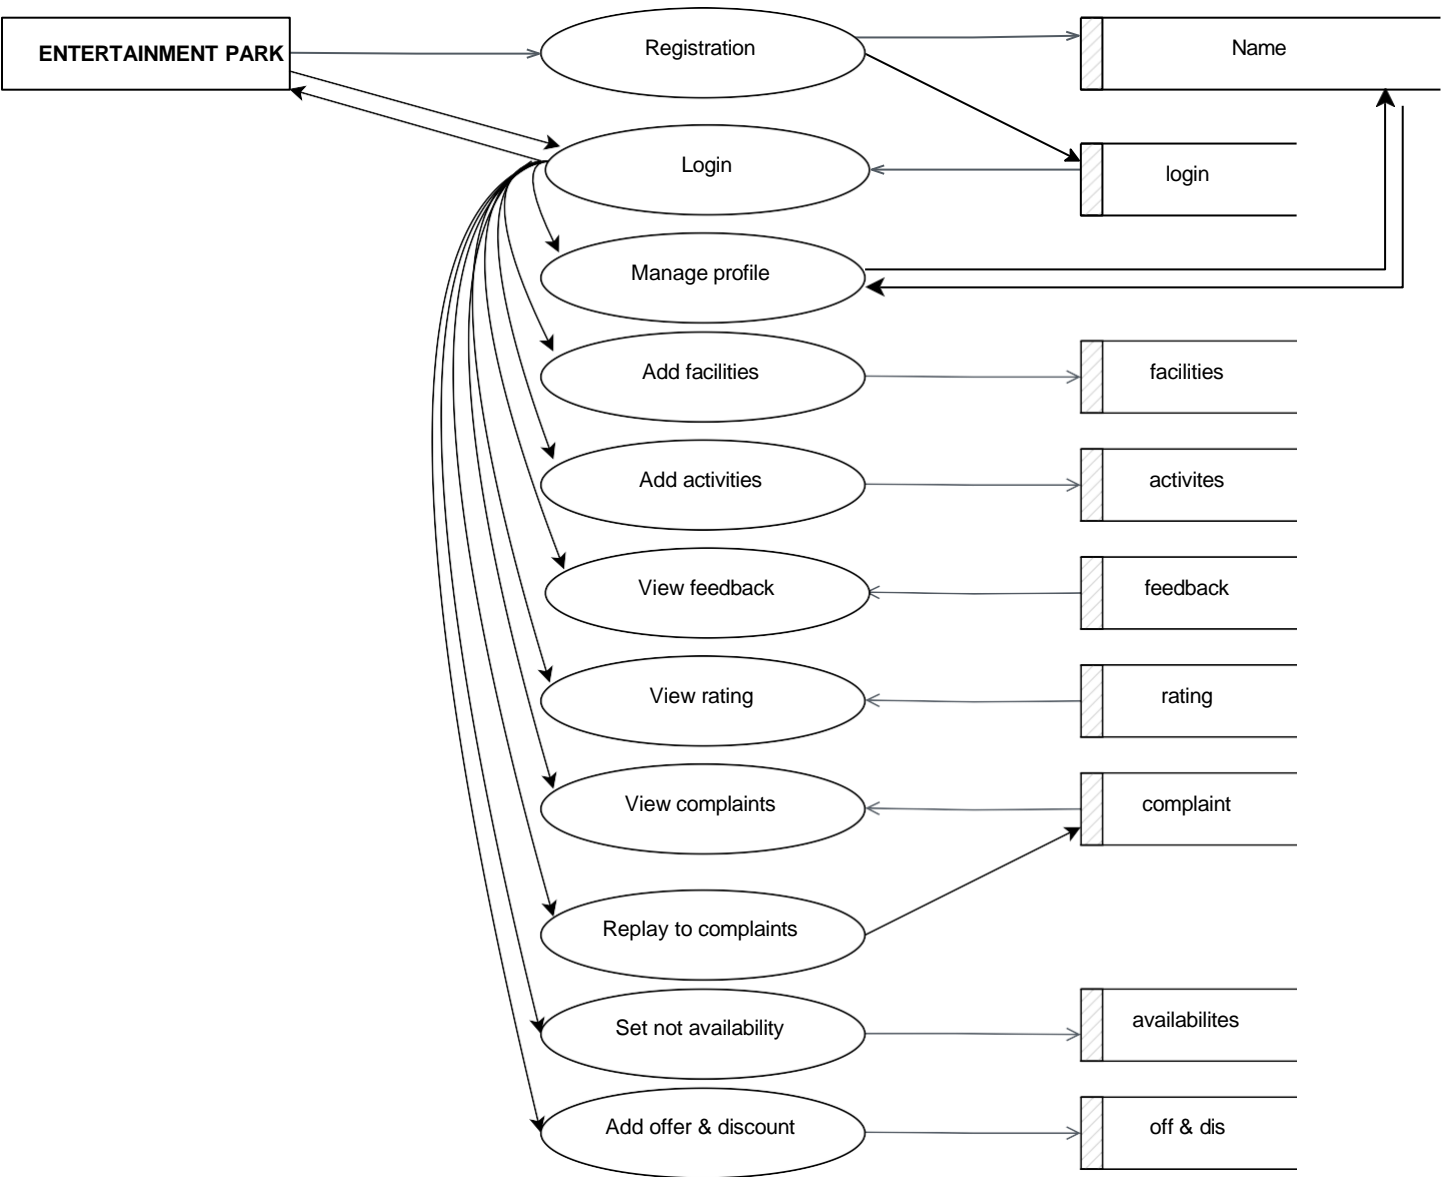 ENTERTAINMENT PARK
Registration
Name
Login
login
Manage profile
Add facilities
facilities
Add activities
activites
View feedback
feedback
View rating
rating
View complaints
complaint
Replay to complaints
Set not availability
availabilites
Add offer & discount
off & dis